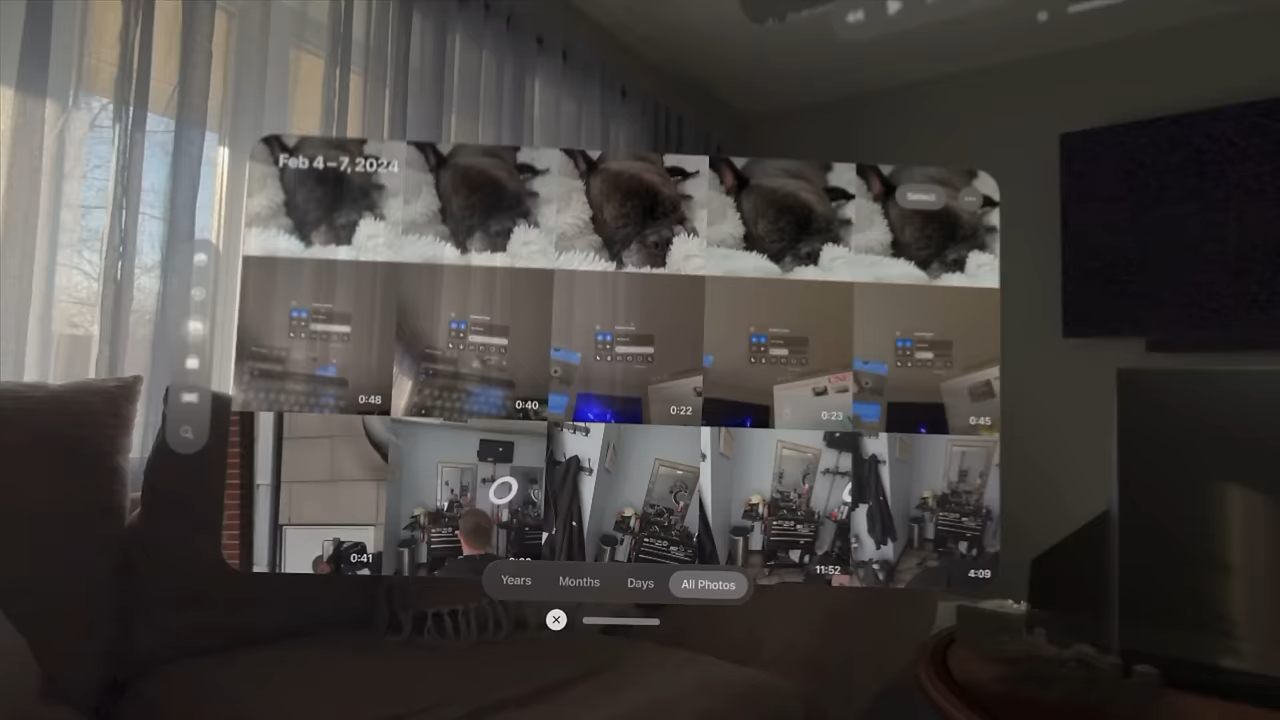 Feb 4–7, 2024
Select
0:48
0:40
0:22
0:23
0:45
0:41
11:52
4:09
Years
Months
Days
All Photos